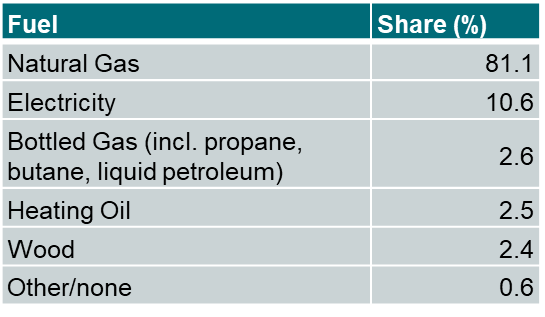 Fuel Share (%)
Natural Gas 81.1
Electricity 10.6
Bottled Gas (incl. propane,
butane, liquid petroleum) 2.6
Heating Oil 2.5
Wood 2.4
Other/none 0.6